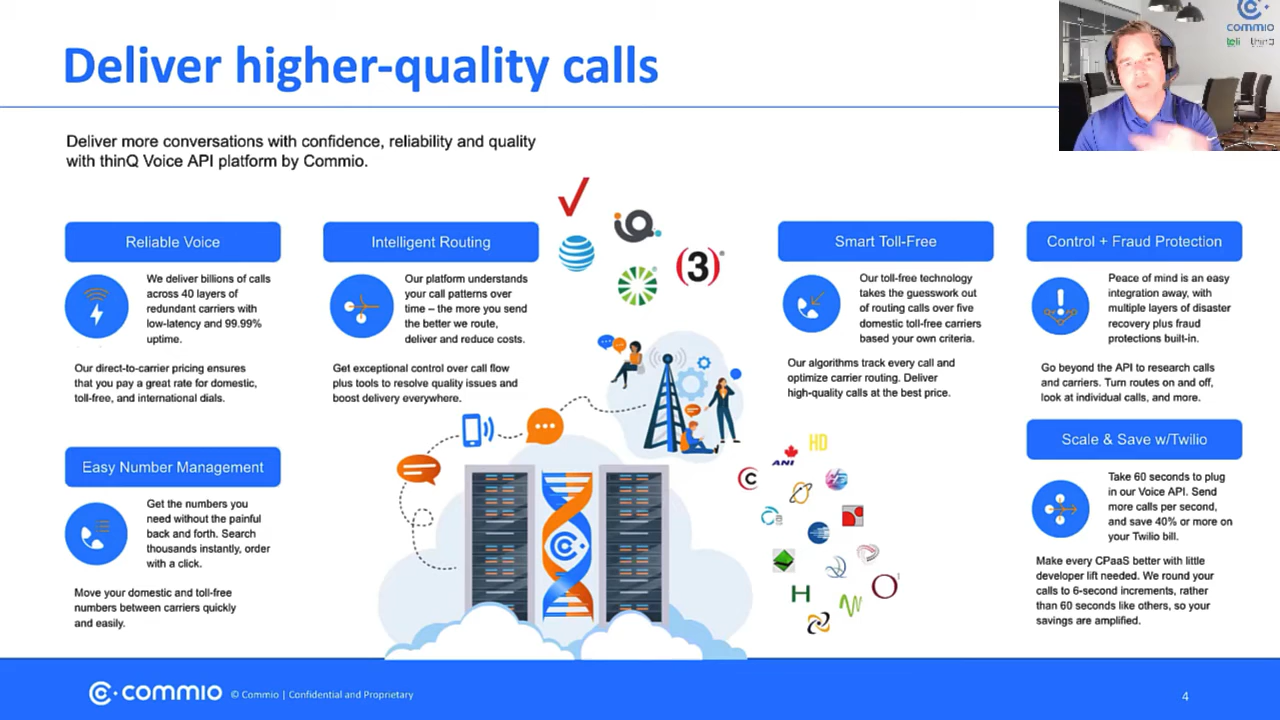 Deliver higher-quality calls
commio
teli
thinQ
Deliver more conversations with confidence, reliability and quality
with thinQ Voice API platform by Commio.
Reliable Voice
We deliver billions of calls
across 40 layers of
redundant carriers with
low-latency and 99.99%
uptime.
Our direct-to-carrier pricing ensures
that you pay a great rate for domestic,
toll-free, and international dials.
Easy Number Management
Get the numbers you
need without the painful
back and forth. Search
thousands instantly, order
with a click.
Move your domestic and toll-free
numbers between carriers quickly
and easily.
Intelligent Routing
Our platform understands
your call patterns over
time – the more you send
the better we route,
deliver and reduce costs.
Get exceptional control over call flow
plus tools to resolve quality issues and
boost delivery everywhere.
(3)®
HD
ANI
C
H
O
Smart Toll-Free
Our toll-free technology
takes the guesswork out
of routing calls over five
domestic toll-free carriers
based your own criteria.
Our algorithms track every call and
optimize carrier routing. Deliver
high-quality calls at the best price.
Control + Fraud Protection
Peace of mind is an easy
integration away, with
multiple layers of disaster
recovery plus fraud
protections built-in.
Go beyond the API to research calls
and carriers. Turn routes on and off,
look at individual calls, and more.
Scale & Save w/Twilio
Take 60 seconds to plug
in our Voice API. Send
more calls per second,
and save 40% or more on
your Twilio bill.
Make every CPaaS better with little
developer lift needed. We round your
calls to 6-second increments, rather
than 60 seconds like others, so your
savings are amplified.
commio © Commio | Confidential and Proprietary
4